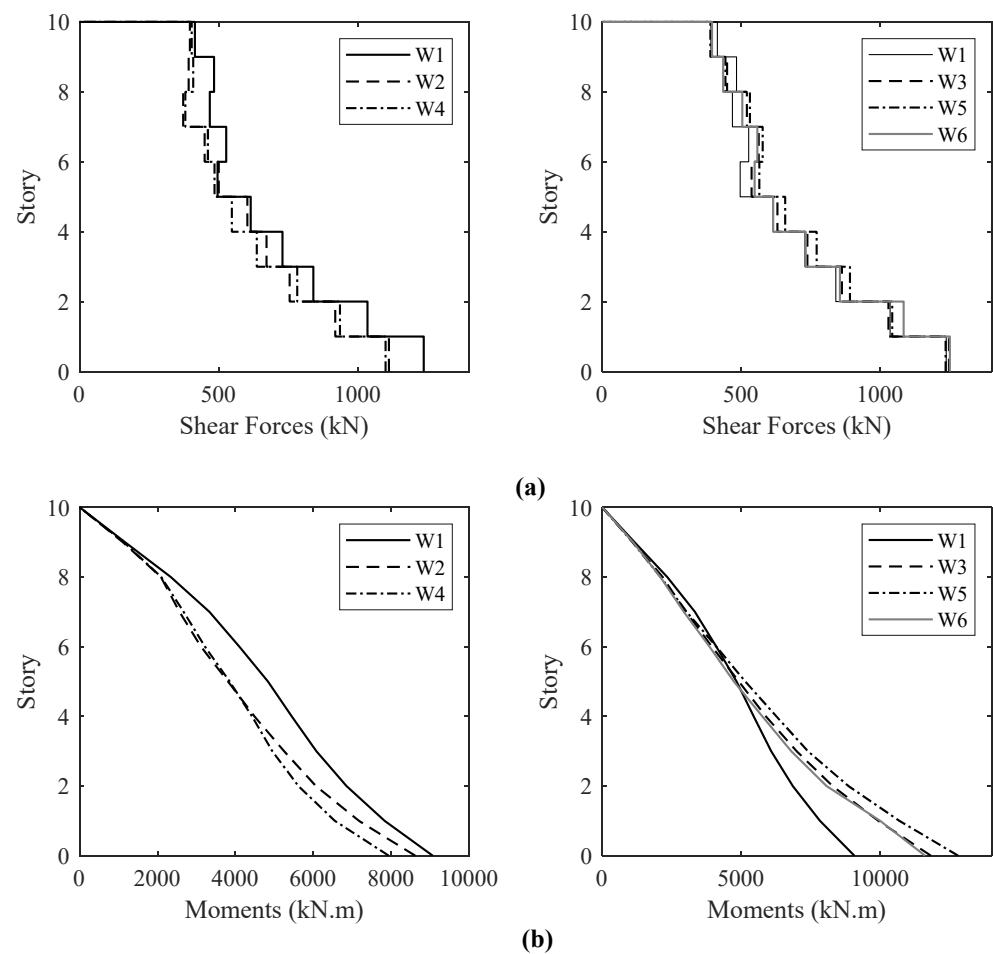 10
8
6
4
2
0
Story
0 500 1000
Shear Forces (kN)
W1
W2
W4
10
8
6
4
2
0
Story
0 500 1000
Shear Forces (kN)
W1
W3
W5
W6
(a)
10
8
6
4
2
0
Story
0 2000 4000 6000 8000 10000
Moments (kN.m)
W1
W2
W4
10
8
6
4
2
0
Story
0 5000 10000
Moments (kN.m)
W1
W3
W5
W6
(b)